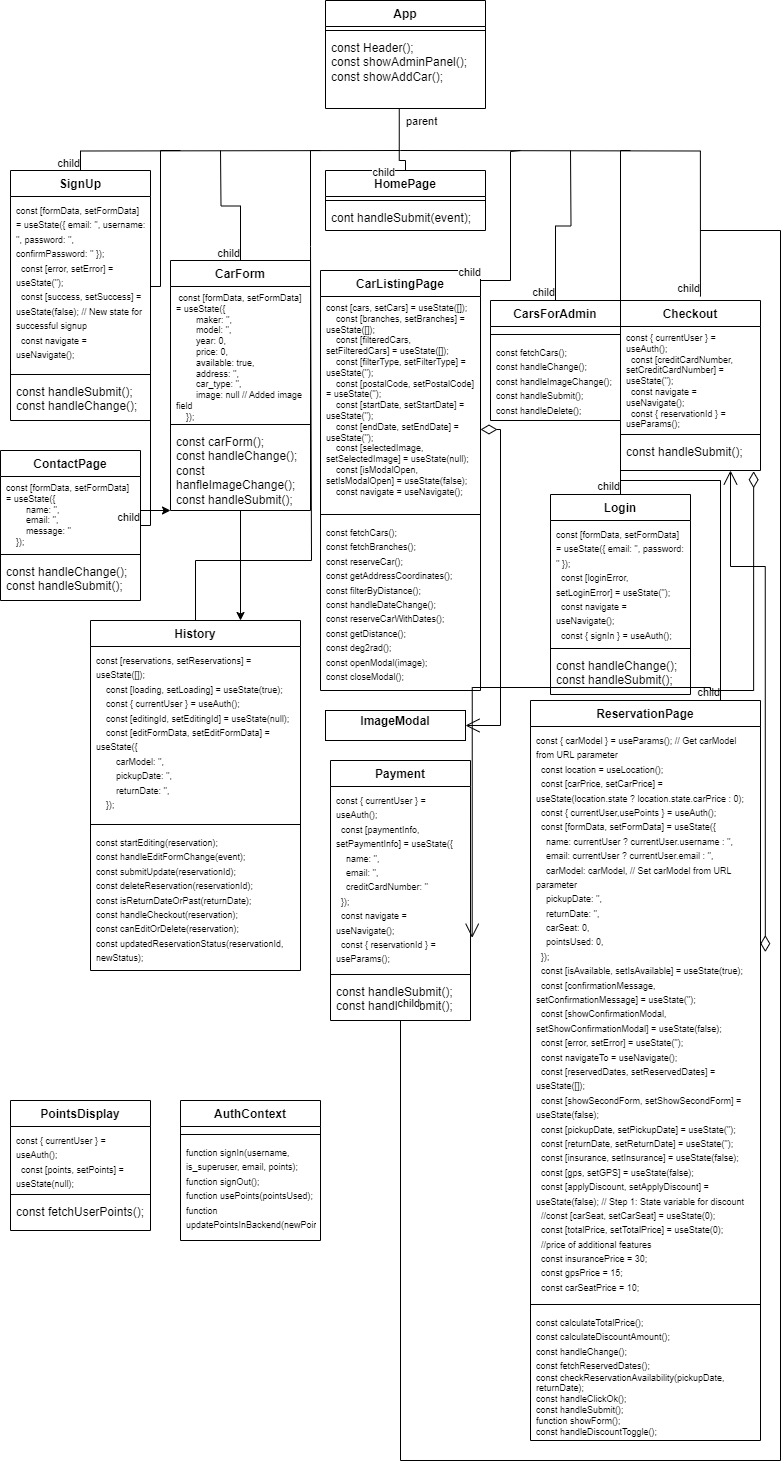 App
const Header();
const showAdminPanel();
const showAddCar();
parent
child
SignUp
const [formData, setFormData]
= useState({ email: '', username:
'', password: '',
confirmPassword: '' });
const [error, setError] =
useState('');
const [success, setSuccess] =
useState(false); // New state for
successful signup
const navigate =
useNavigate();
const handleSubmit();
const handleChange();
child
HomePage
cont handleSubmit(event);
child
CarForm
const [formData, setFormData]
= useState({
maker: '',
model: '',
year: 0,
price: 0,
available: true,
address: '',
car_type: '',
image: null // Added image
field
});
const carForm();
const handleChange();
const
hanfleImageChange();
const handleSubmit();
child
CarListingPage
const [cars, setCars] = useState([]);
const [branches, setBranches] =
useState([]);
const [filteredCars,
setFilteredCars] = useState([]);
const [filterType, setFilterType] =
useState('');
const [postalCode, setPostalCode]
= useState('');
const [startDate, setStartDate] =
useState('');
const [endDate, setEndDate] =
useState('');
const [selectedImage,
setSelectedImage] = useState(null);
const [isModalOpen,
setIsModalOpen] = useState(false);
const navigate = useNavigate();
const fetchCars();
const fetchBranches();
const reserveCar();
const getAddressCoordinates();
const filterByDistance();
const handleDateChange();
const reserveCarWithDates();
const getDistance();
const deg2rad();
const openModal(image);
const closeModal();
child
CarsForAdmin
const fetchCars();
const handleChange();
const handleImageChange();
const handleSubmit();
const handleDelete();
child
Checkout
const { currentUser } =
useAuth();
const [creditCardNumber,
setCreditCardNumber] =
useState('');
const navigate =
useNavigate();
const { reservationId } =
useParams();
const handleSubmit();
ContactPage
const [formData, setFormData]
= useState({
name: '',
email: '',
message: ''
});
child
const handleChange();
const handleSubmit();
child
Login
const [formData, setFormData]
= useState({ email: '', password:
'' });
const [loginError,
setLoginError] = useState('');
const navigate =
useNavigate();
const { signIn } = useAuth();
const handleChange();
const handleSubmit();
History
const [reservations, setReservations] =
useState([]);
const [loading, setLoading] = useState(true);
const { currentUser } = useAuth();
const [editingId, setEditingId] = useState(null);
const [editFormData, setEditFormData] =
useState({
carModel: '',
pickupDate: '',
returnDate: '',
});
const startEditing(reservation);
const handleEditFormChange(event);
const submitUpdate(reservationId);
const deleteReservation(reservationId);
const isReturnDateOrPast(returnDate);
const handleCheckout(reservation);
const canEditOrDelete(reservation);
const updatedReservationStatus(reservationId,
newStatus);
ImageModal
Payment
const { currentUser } =
useAuth();
const [paymentInfo,
setPaymentInfo] = useState({
name: '',
email: '',
creditCardNumber: ''
});
const navigate =
useNavigate();
const { reservationId } =
useParams();
const handleSubmit();
child
child
ReservationPage
const { carModel } = useParams(); // Get carModel
from URL parameter
const location = useLocation();
const [carPrice, setCarPrice] =
useState(location.state ? location.state.carPrice : 0);
const { currentUser,usePoints } = useAuth();
const [formData, setFormData] = useState({
name: currentUser ? currentUser.username : '',
email: currentUser ? currentUser.email : '',
carModel: carModel, // Set carModel from URL
parameter
pickupDate: '',
returnDate: '',
carSeat: 0,
pointsUsed: 0,
});
const [isAvailable, setIsAvailable] = useState(true);
const [confirmationMessage,
setConfirmationMessage] = useState('');
const [showConfirmationModal,
setShowConfirmationModal] = useState(false);
const [error, setError] = useState('');
const navigateTo = useNavigate();
const [reservedDates, setReservedDates] =
useState([]);
const [showSecondForm, setShowSecondForm] =
useState(false);
const [pickupDate, setPickupDate] = useState('');
const [returnDate, setReturnDate] = useState('');
const [insurance, setInsurance] = useState(false);
const [gps, setGPS] = useState(false);
const [applyDiscount, setApplyDiscount] =
useState(false); // Step 1: State variable for discount
//const [carSeat, setCarSeat] = useState(0);
const [totalPrice, setTotalPrice] = useState(0);
//price of additional features
const insurancePrice = 30;
const gpsPrice = 15;
const carSeatPrice = 10;
const calculateTotalPrice();
const calculateDiscountAmount();
const handleChange();
const fetchReservedDates();
const checkReservationAvailability(pickupDate,
returnDate);
const handleClickOk();
const handleSubmit();
function showForm();
const handleDiscountToggle();
PointsDisplay
const { currentUser } =
useAuth();
const [points, setPoints] =
useState(null);
const fetchUserPoints();
AuthContext
function signIn(username,
is_superuser, email, points);
function signOut();
function usePoints(pointsUsed);
function